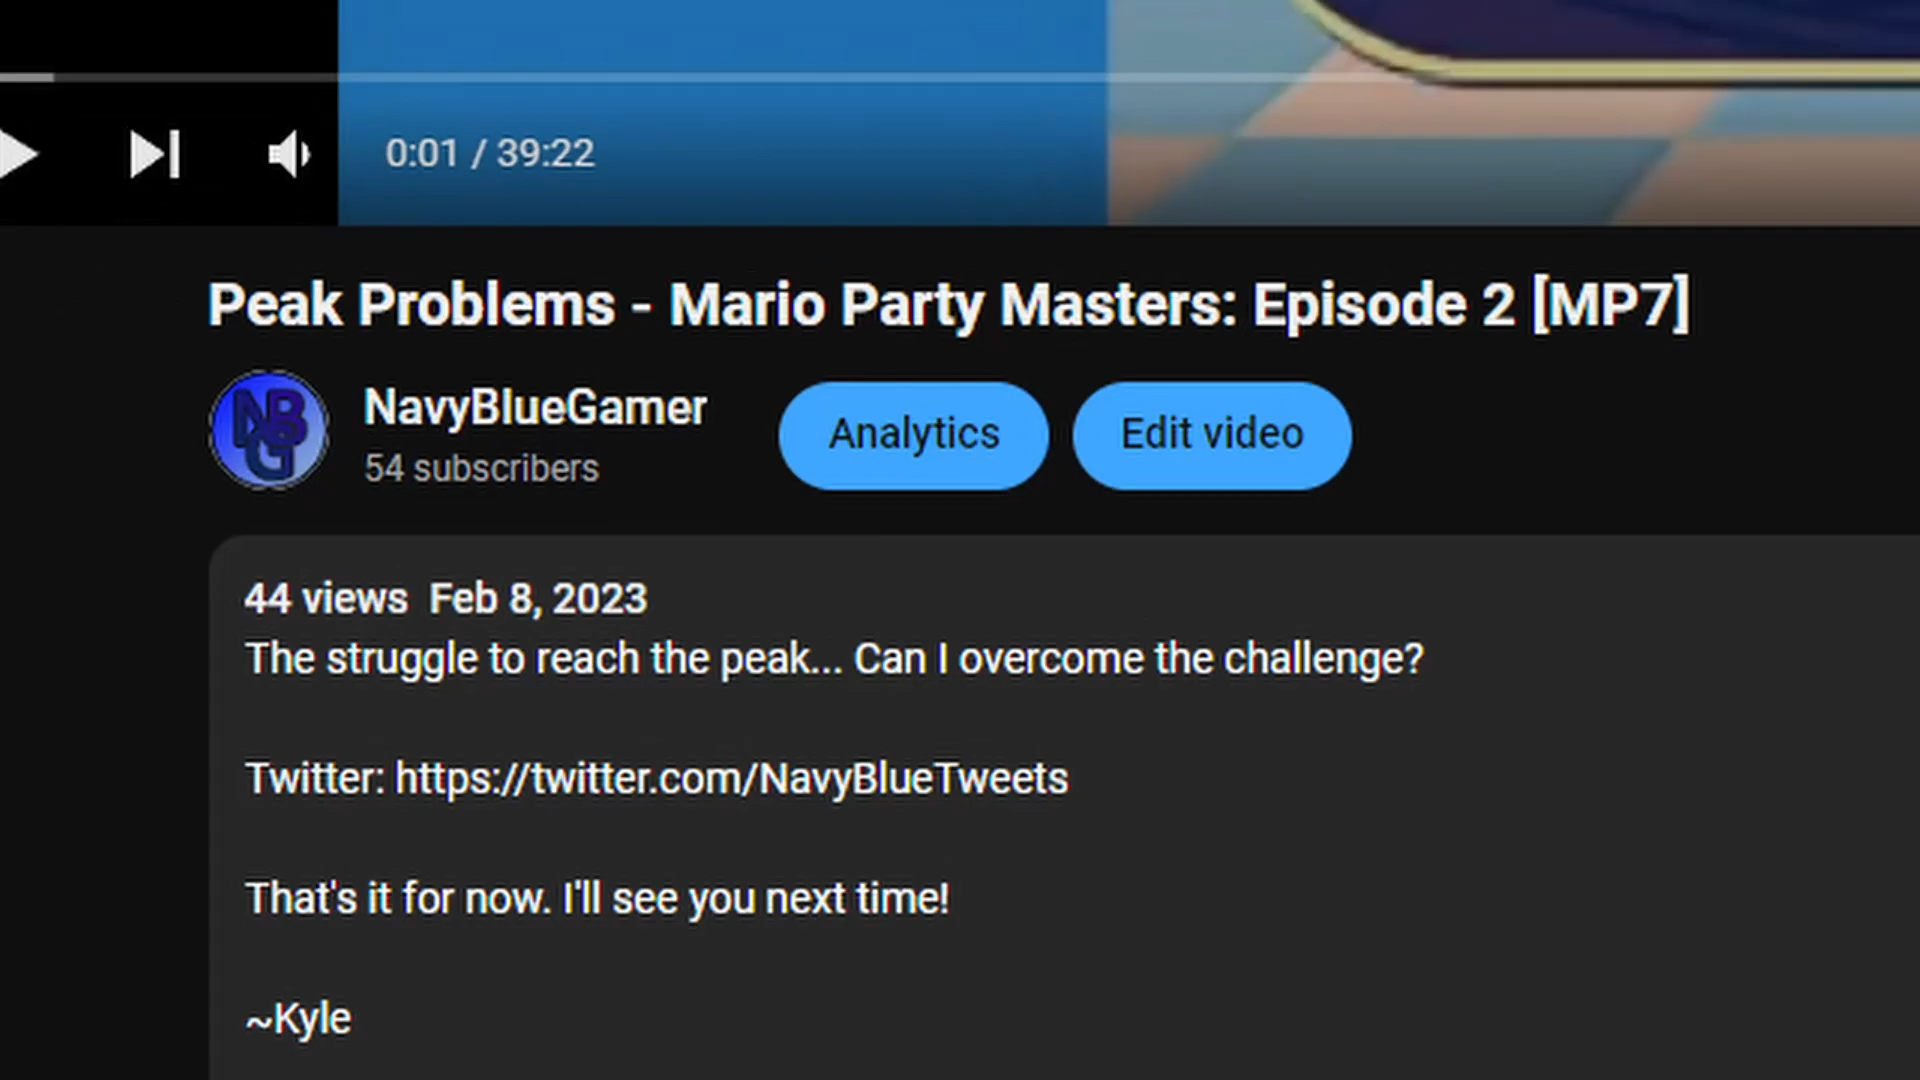 0:01 / 39:22
Peak Problems - Mario Party Masters: Episode 2 [MP7]
NBG
NavyBlueGamer
54 subscribers
Analytics
Edit video
44 views  Feb 8, 2023
The struggle to reach the peak... Can I overcome the challenge?
Twitter: https://twitter.com/NavyBlueTweets
That's it for now. I'll see you next time!
~Kyle